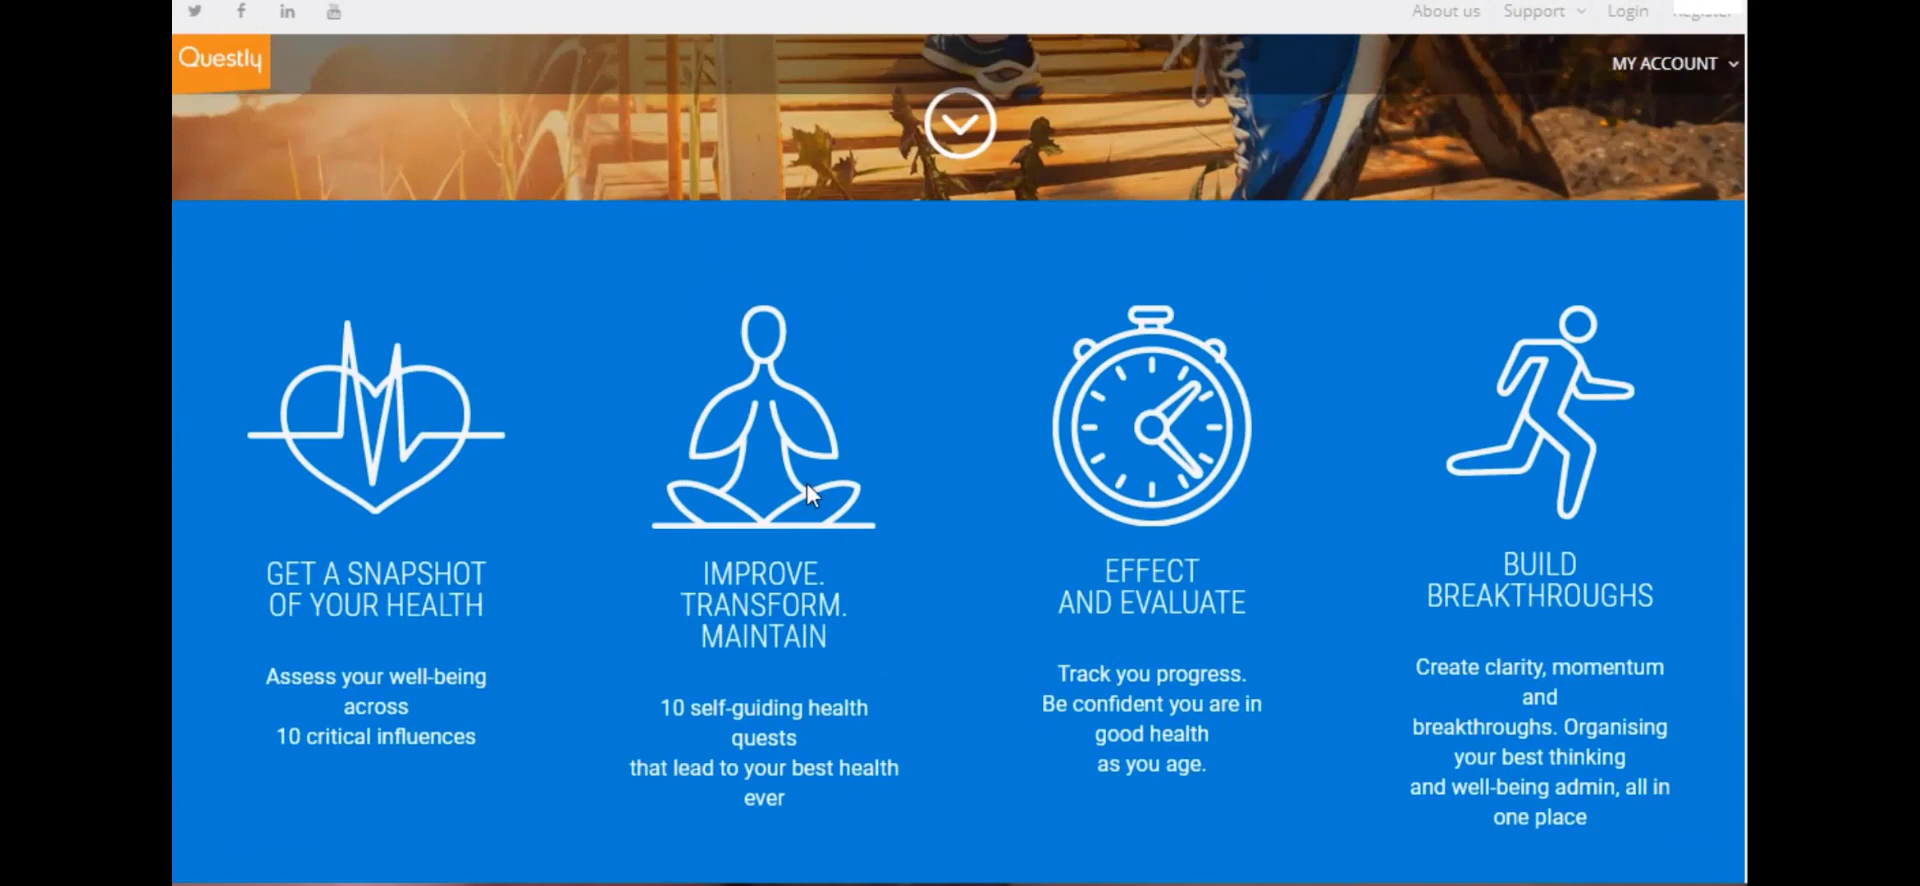 About us Support Login Register
Questly
MY ACCOUNT
GET A SNAPSHOT
OF YOUR HEALTH
Assess your well-being
across
10 critical influences
IMPROVE.
TRANSFORM.
MAINTAIN
10 self-guiding health
quests
that lead to your best health
ever
EFFECT
AND EVALUATE
Track you progress.
Be confident you are in
good health
as you age.
BUILD
BREAKTHROUGHS
Create clarity, momentum
and
breakthroughs. Organising
your best thinking
and well-being admin, all in
one place